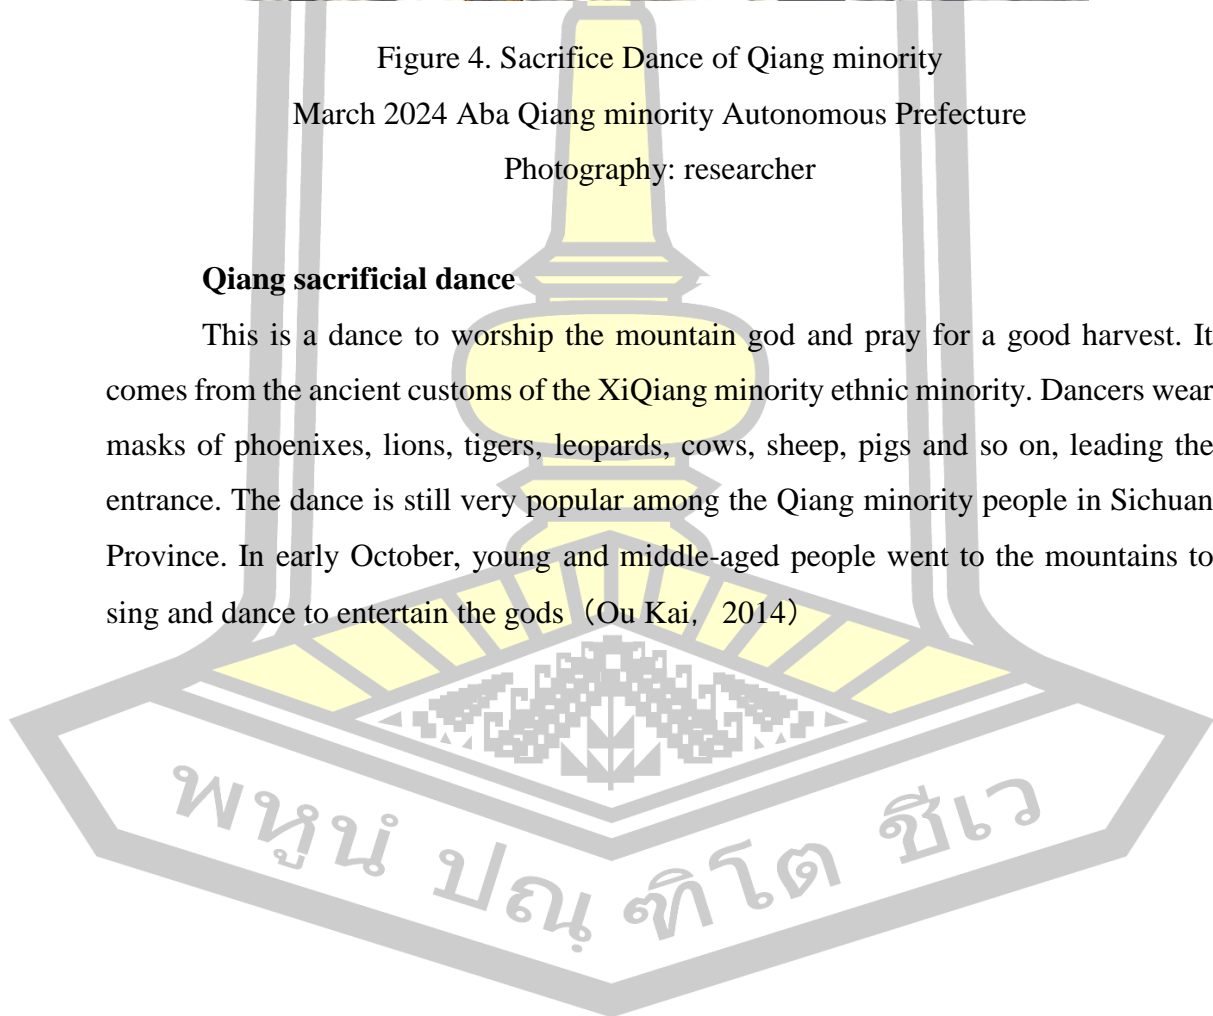 Figure 4. Sacrifice Dance of Qiang minority
March 2024 Aba Qiang minority Autonomous Prefecture
Photography: researcher
Qiang sacrificial dance
This is a dance to worship the mountain god and pray for a good harvest. It
comes from the ancient customs of the XiQiang minority ethnic minority. Dancers wear
masks of phoenixes, lions, tigers, leopards, cows, sheep, pigs and so on, leading the
entrance. The dance is still very popular among the Qiang minority people in Sichuan
Province. In early October, young and middle-aged people went to the mountains to
sing and dance to entertain the gods（Ou Kai，2014）
พหูนํ ปณฺฑิโต ชีเว